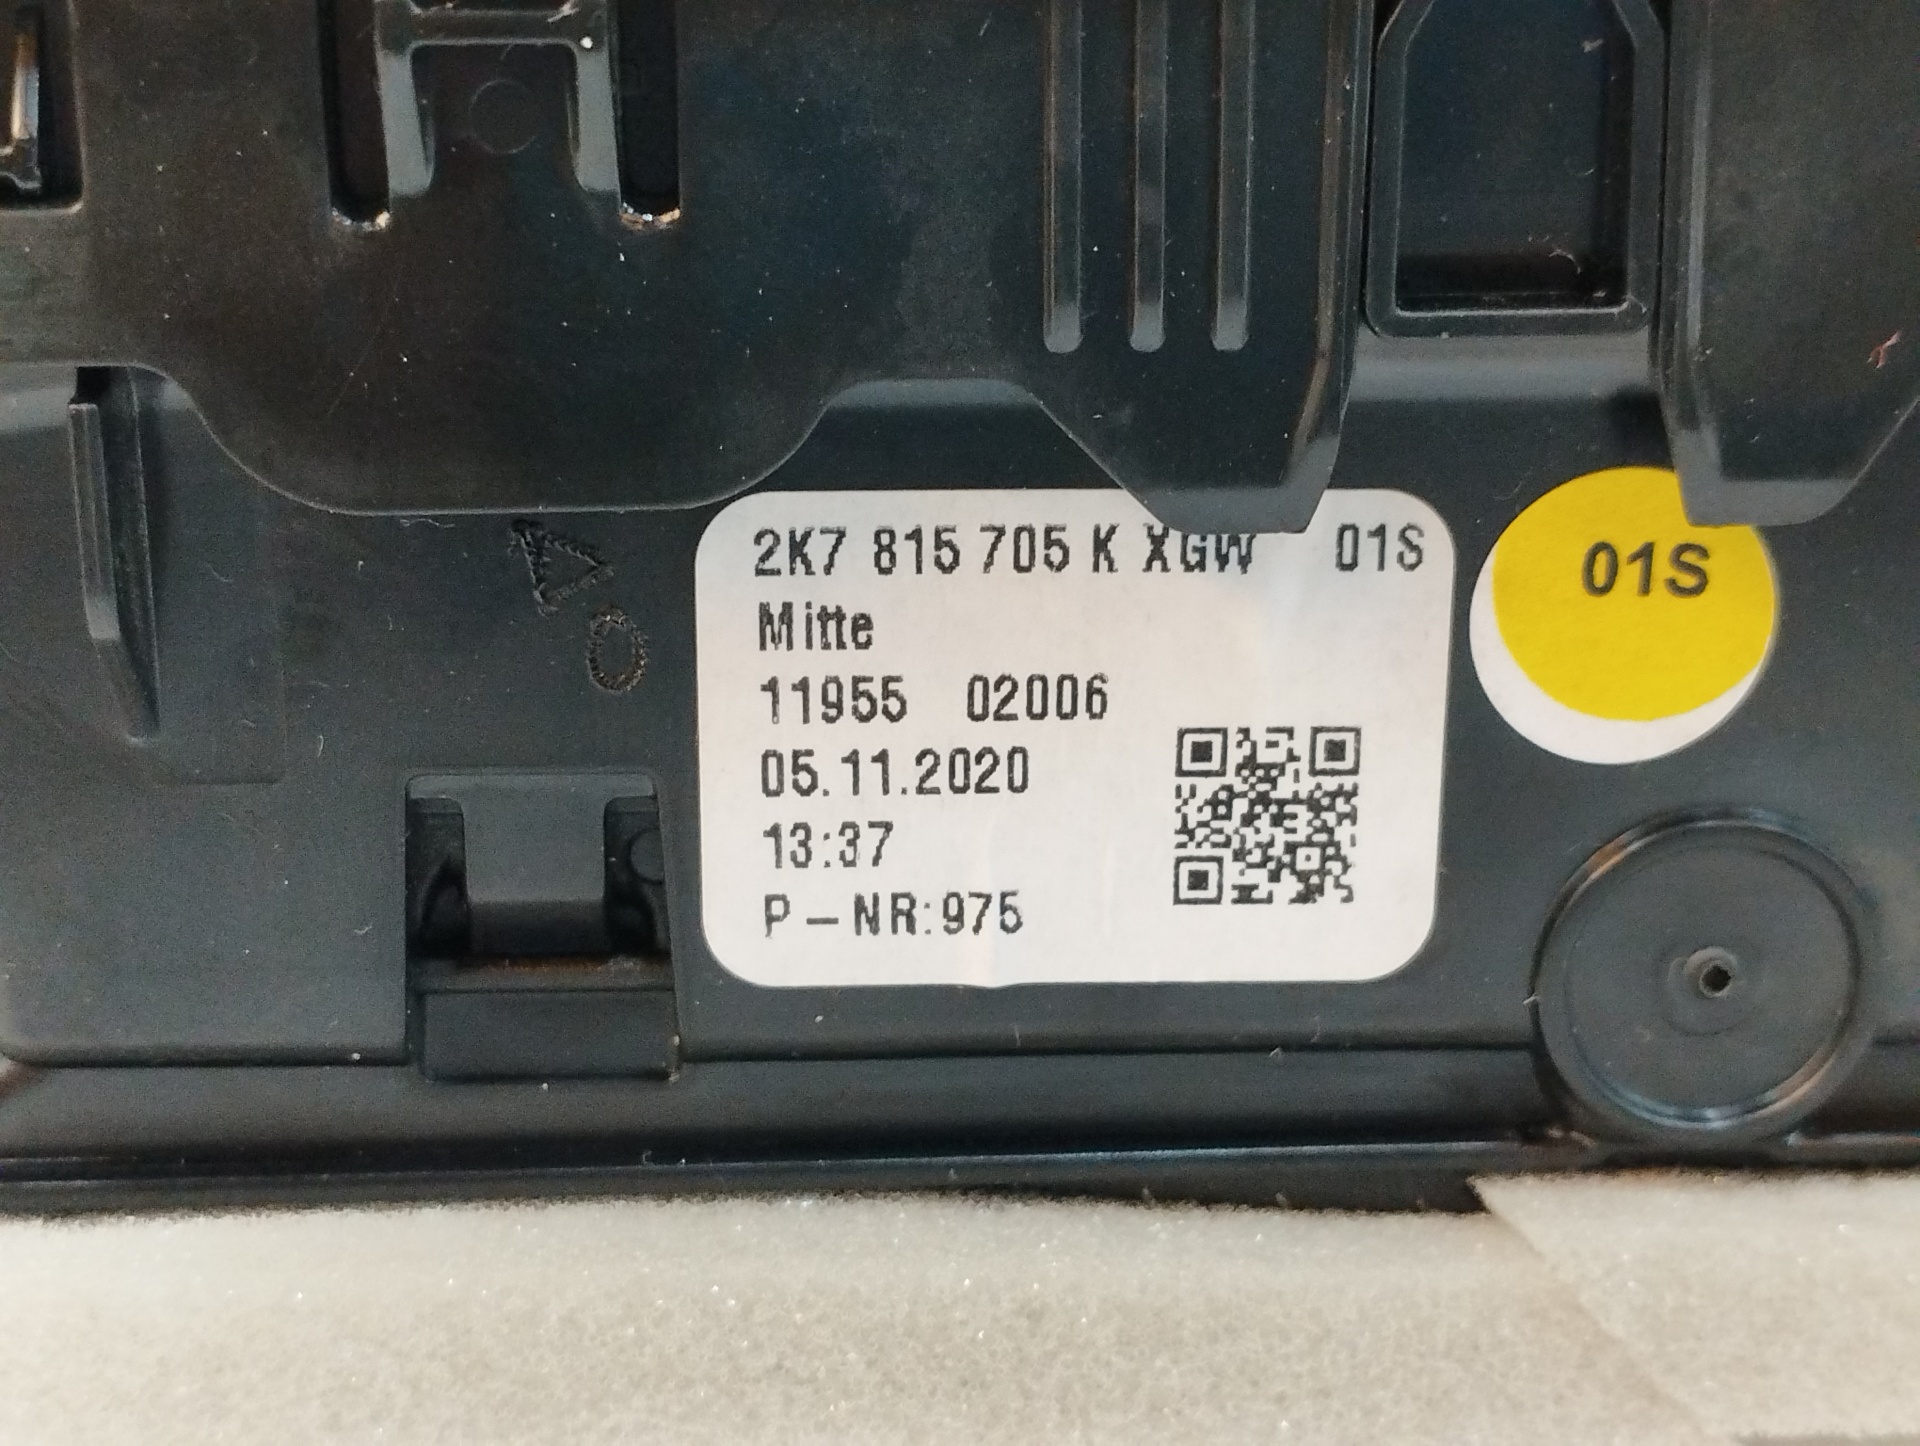 2K7 815 705 K XGW 01S
Mitte
11955 02006
05.11.2020
13:37
P-NR:975
01S